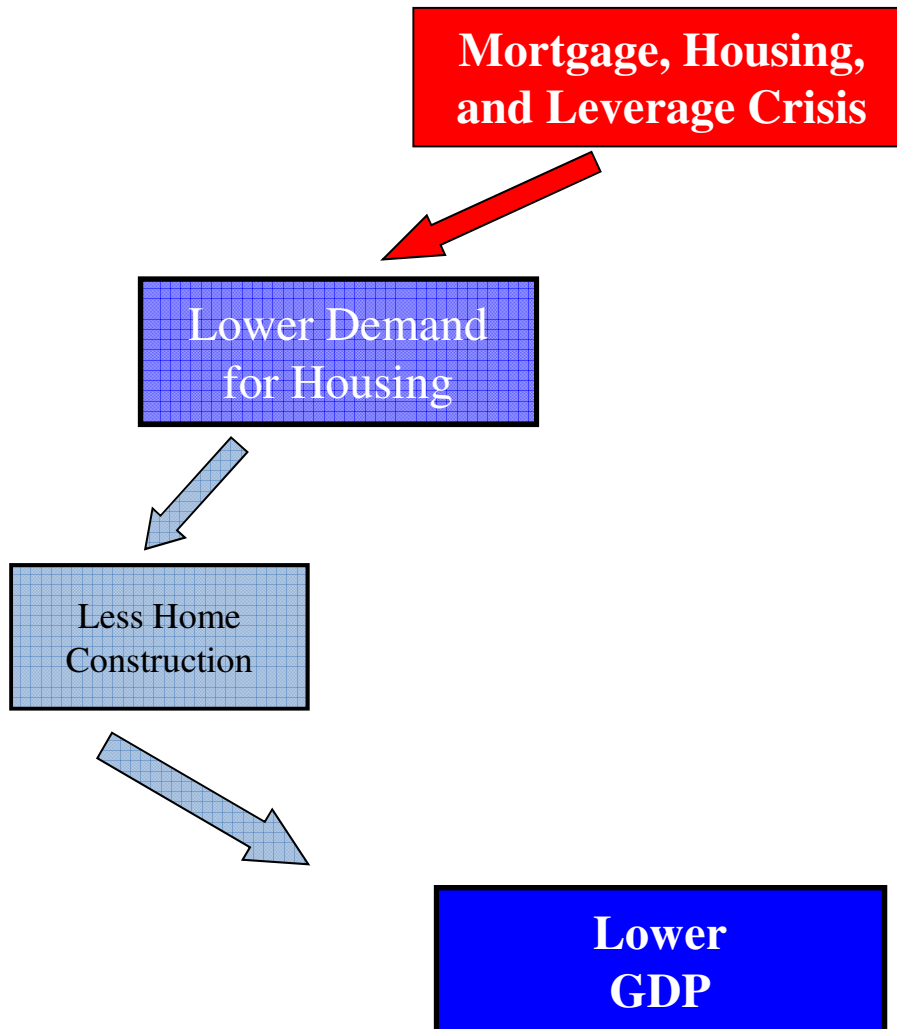 Mortgage, Housing,
and Leverage Crisis
Lower Demand
for Housing
Less Home
Construction
Lower
GDP